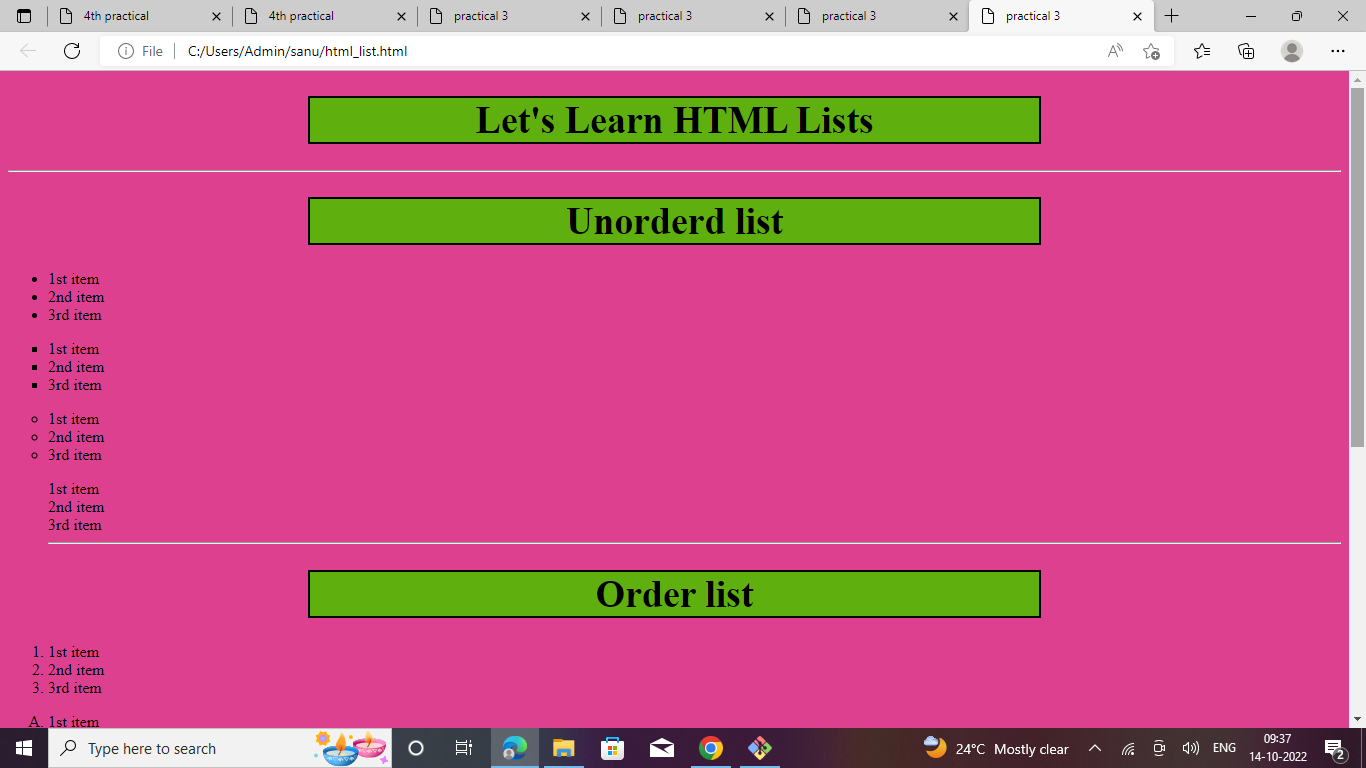 4th practical
4th practical
practical 3
practical 3
practical 3
practical 3
File
C:/Users/Admin/sanu/html_list.html
Let's Learn HTML Lists
Unorderd list
1st item
2nd item
3rd item
1st item
2nd item
3rd item
1st item
2nd item
3rd item
1st item
2nd item
3rd item
Order list
1. 1st item
2. 2nd item
3. 3rd item
A. 1st item
Type here to search
24°C Mostly clear
ENG
09:37
14-10-2022
2